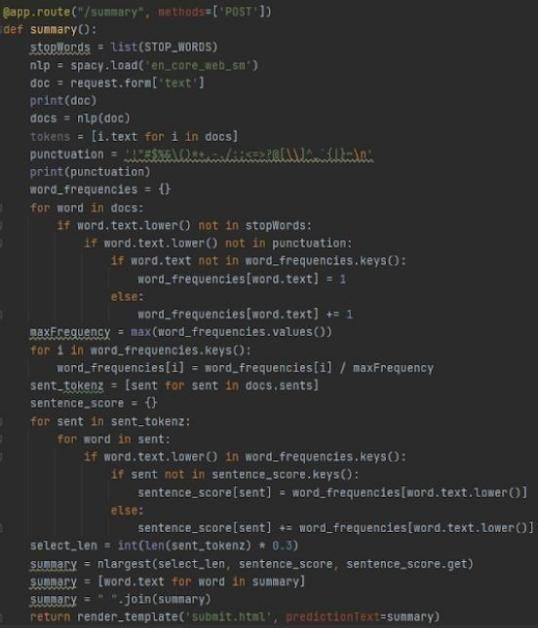 @app.route("/summary", methods=['POST'])
def summary():
    stopWords = list(STOP_WORDS)
    nlp = spacy.load('en_core_web_sm')
    doc = request.form['text']
    print(doc)
    docs = nlp(doc)
    tokens = [i.text for i in docs]
    punctuation = '!"#$%&\()*+,-./:;<=>?@[\\]^_`{|}~\n'
    print(punctuation)
    word_frequencies = {}
    for word in docs:
        if word.text.lower() not in stopWords:
            if word.text.lower() not in punctuation:
                if word.text not in word_frequencies.keys():
                    word_frequencies[word.text] = 1
                else:
                    word_frequencies[word.text] += 1
    maxFrequency = max(word_frequencies.values())
    for i in word_frequencies.keys():
        word_frequencies[i] = word_frequencies[i] / maxFrequency
    sent_tokenz = [sent for sent in docs.sents]
    sentence_score = {}
    for sent in sent_tokenz:
        for word in sent:
            if word.text.lower() in word_frequencies.keys():
                if sent not in sentence_score.keys():
                    sentence_score[sent] = word_frequencies[word.text.lower()]
                else:
                    sentence_score[sent] += word_frequencies[word.text.lower()]
    select_len = int(len(sent_tokenz) * 0.3)
    summary = nlargest(select_len, sentence_score, sentence_score.get)
    summary = [word.text for word in summary]
    summary = " ".join(summary)
    return render_template('submit.html', predictionText=summary)